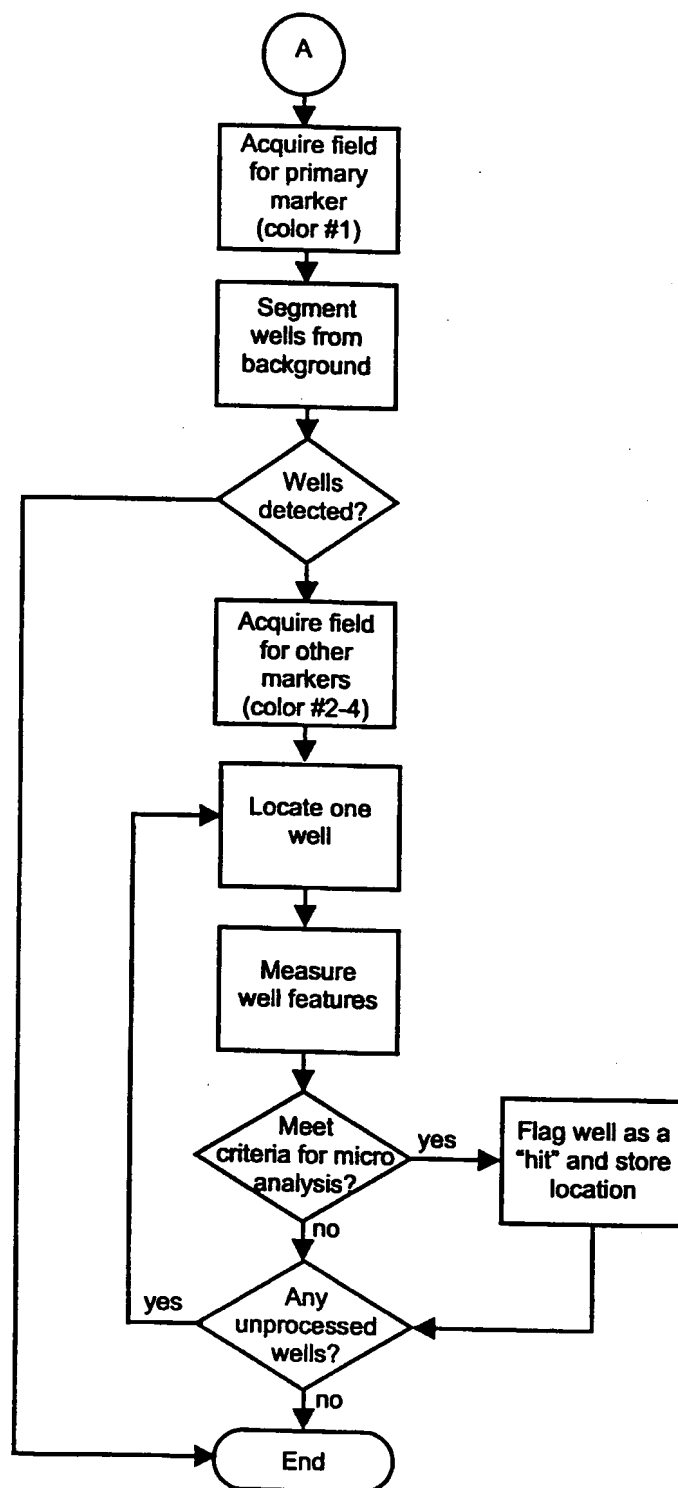 A
Acquire field
for primary
marker
(color #1)
Segment
wells from
background
Wells
detected?
Acquire field
for other
markers
(color #2-4)
Locate one
well
Measure
well features
Meet
criteria for micro
analysis?
yes
Flag well as a
"hit" and store
location
no
yes
Any
unprocessed
wells?
no
End